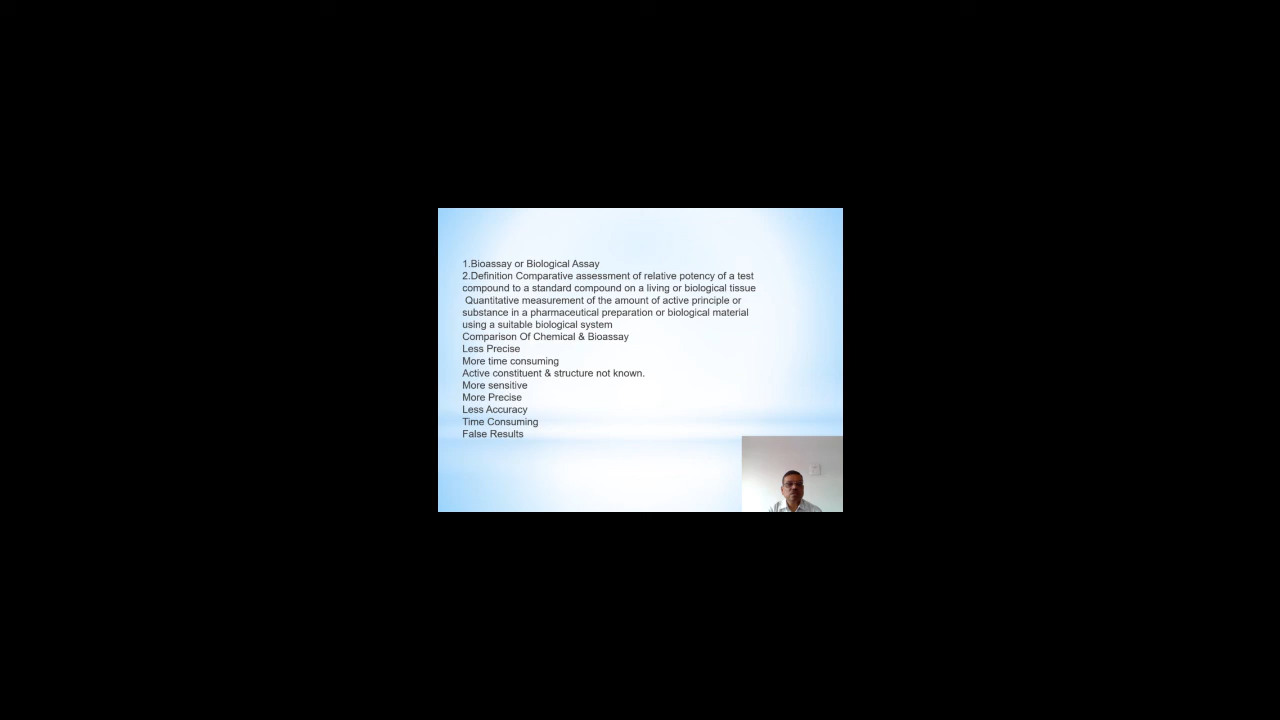 1.Bioassay or Biological Assay
2.Definition Comparative assessment of relative potency of a test
compound to a standard compound on a living or biological tissue
Quantitative measurement of the amount of active principle or
substance in a pharmaceutical preparation or biological material
using a suitable biological system
Comparison Of Chemical & Bioassay
Less Precise
More time consuming
Active constituent & structure not known.
More sensitive
More Precise
Less Accuracy
Time Consuming
False Results